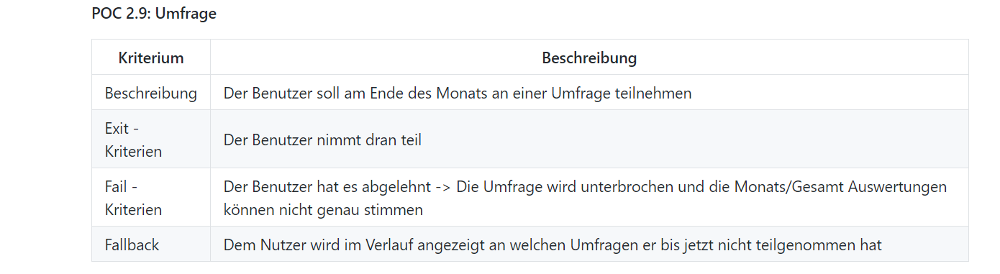 POC 2.9: Umfrage
Kriterium Beschreibung
Beschreibung Der Benutzer soll am Ende des Monats an einer Umfrage teilnehmen
Exit -
Kriterien
Der Benutzer nimmt dran teil
Fail -
Kriterien
Der Benutzer hat es abgelehnt -> Die Umfrage wird unterbrochen und die Monats/Gesamt Auswertungen
können nicht genau stimmen
Fallback Dem Nutzer wird im Verlauf angezeigt an welchen Umfragen er bis jetzt nicht teilgenommen hat